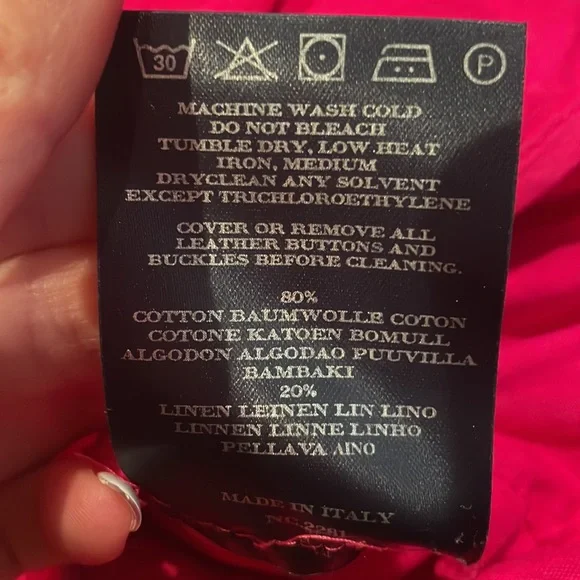 30 P
MACHINE WASH COLD
DO NOT BLEACH
TUMBLE DRY, LOW HEAT
IRON, MEDIUM
DRYCLEAN ANY SOLVENT
EXCEPT TRICHLOROETHYLENE
COVER OR REMOVE ALL
LEATHER BUTTONS AND
BUCKLES BEFORE CLEANING.
80%
COTTON BAUMWOLLE COTON
COTONE KATOEN BOMULL
ALGODON ALGODAO PUUVILLA
BAMBAKI
20%
LINEN LEINEN LIN LINO
LINNEN LINNE LINHO
PELLAVA ΛINO
MADE IN ITALY